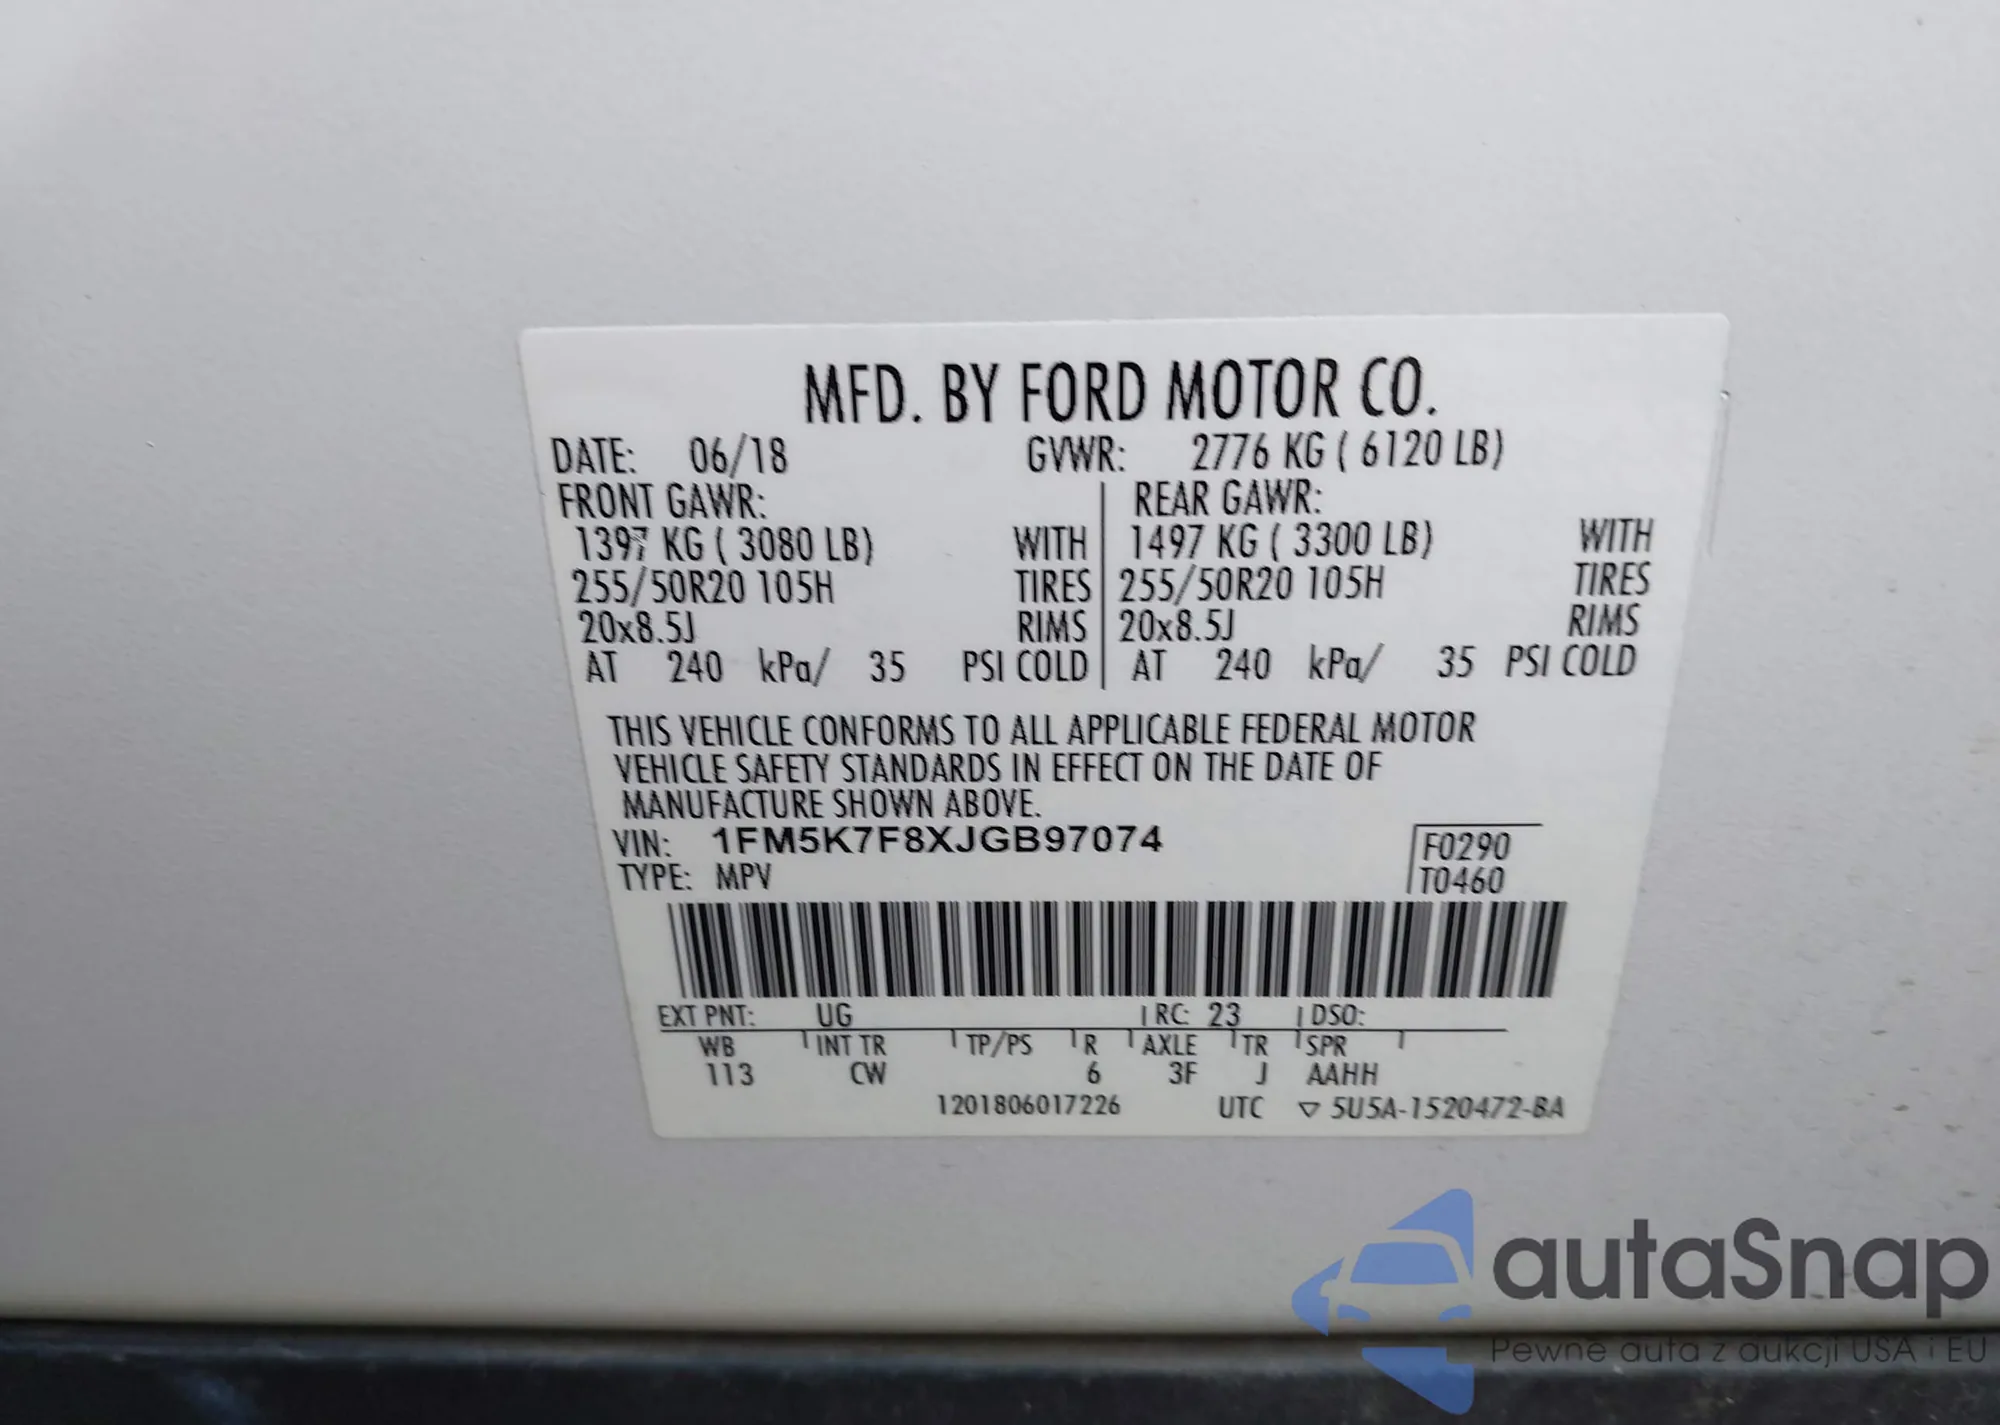 MFD. BY FORD MOTOR CO.
DATE: 06/18 GVWR: 2776 KG ( 6120 LB)
FRONT GAWR: REAR GAWR:
1397 KG ( 3080 LB) WITH 1497 KG ( 3300 LB) WITH
255/50R20 105H TIRES 255/50R20 105H TIRES
20x8.5J RIMS 20x8.5J RIMS
AT 240 kPa/ 35 PSI COLD AT 240 kPa/ 35 PSI COLD
THIS VEHICLE CONFORMS TO ALL APPLICABLE FEDERAL MOTOR
VEHICLE SAFETY STANDARDS IN EFFECT ON THE DATE OF
MANUFACTURE SHOWN ABOVE.
VIN: 1FM5K7F8XJGB97074 F0290
TYPE: MPV T0460
EXT PNT: UG RC: 23 DSO:
WB INT TR TP/PS R AXLE TR SPR
113 CW 6 3F J AAHH
1201806017226 UTC ▽ 5U5A-1520472-BA
autaSnap
Pewne auta z aukcji USA i EU